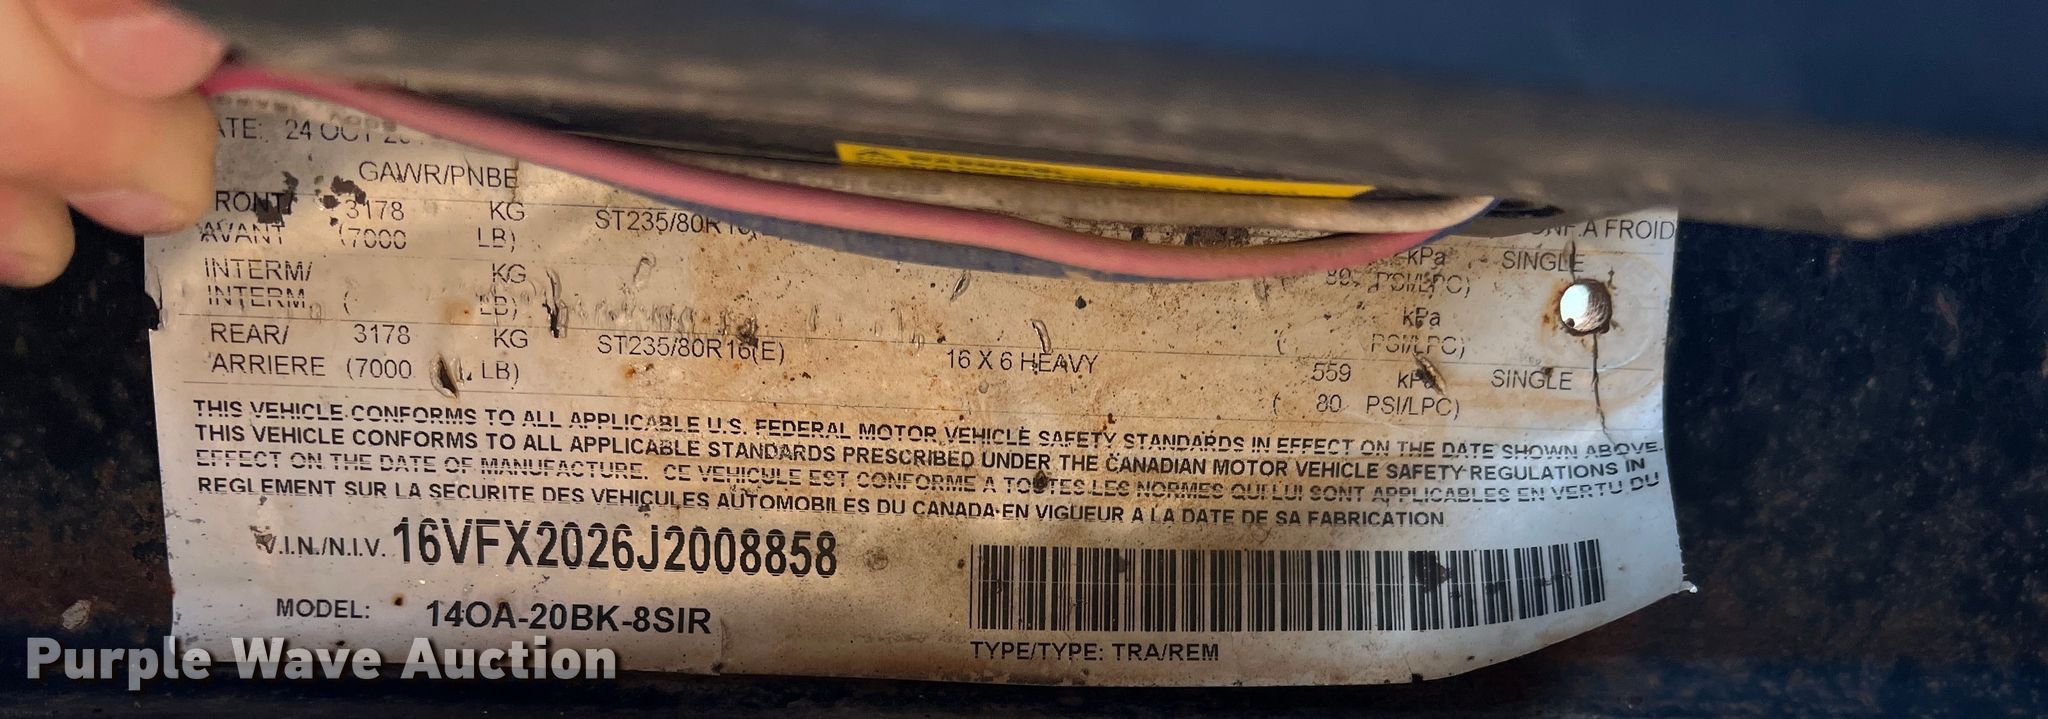 ATE: 24 OCT 20
GAWR/PNBE
FRONT/ 3178 KG ST235/80R16 CONF.A FROID
AVANT (7000 LB) kPa SINGLE
80 PSI/LPC)
INTERM/ KG kPa
INTERM. ( LB) ( PSI/LPC)
REAR/ 3178 KG ST235/80R16(E) 16 X 6 HEAVY 559 kPa SINGLE
ARRIERE (7000 LB) ( 80 PSI/LPC)
THIS VEHICLE CONFORMS TO ALL APPLICABLE U.S. FEDERAL MOTOR VEHICLE SAFETY STANDARDS IN EFFECT ON THE DATE SHOWN ABOVE.
THIS VEHICLE CONFORMS TO ALL APPLICABLE STANDARDS PRESCRIBED UNDER THE CANADIAN MOTOR VEHICLE SAFETY REGULATIONS IN
EFFECT ON THE DATE OF MANUFACTURE. CE VEHICULE EST CONFORME A TOUTES LES NORMES QUI LUI SONT APPLICABLES EN VERTU DU
REGLEMENT SUR LA SECURITE DES VEHICULES AUTOMOBILES DU CANADA EN VIGUEUR A LA DATE DE SA FABRICATION
V.I.N./N.I.V. 16VFX2026J2008858
MODEL: 14OA-20BK-8SIR
TYPE/TYPE: TRA/REM
Purple Wave Auction